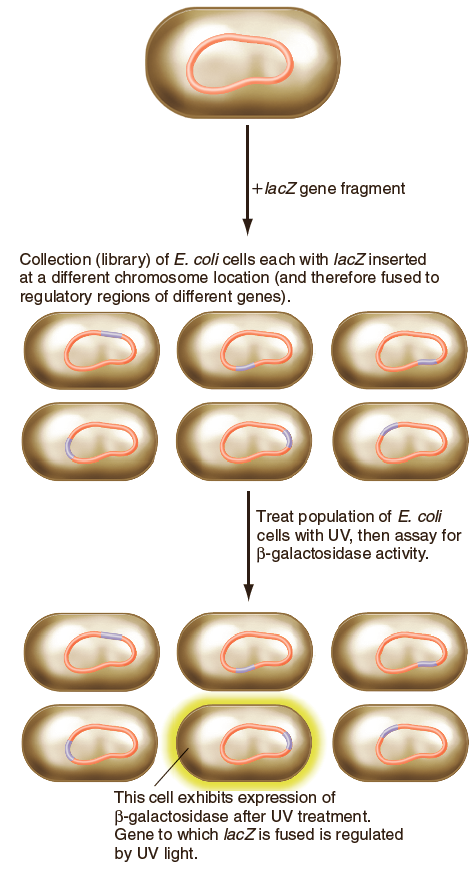 +lacZ gene fragment
Collection (library) of E. coli cells each with lacZ inserted
at a different chromosome location (and therefore fused to
regulatory regions of different genes).
Treat population of E. coli
cells with UV, then assay for
β-galactosidase activity.
This cell exhibits expression of
β-galactosidase after UV treatment.
Gene to which lacZ is fused is regulated
by UV light.